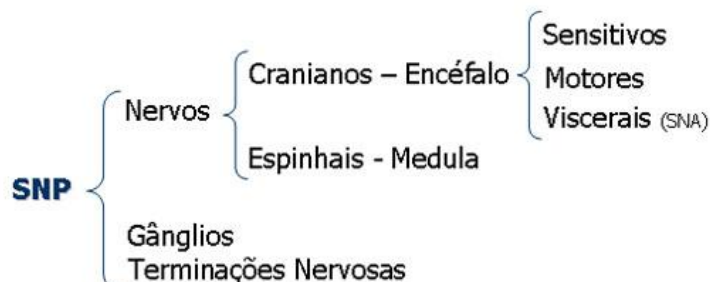 SNP
Nervos
Cranianos – Encéfalo
Sensitivos
Motores
Viscerais (SNA)
Espinhais - Medula
Gânglios
Terminações Nervosas